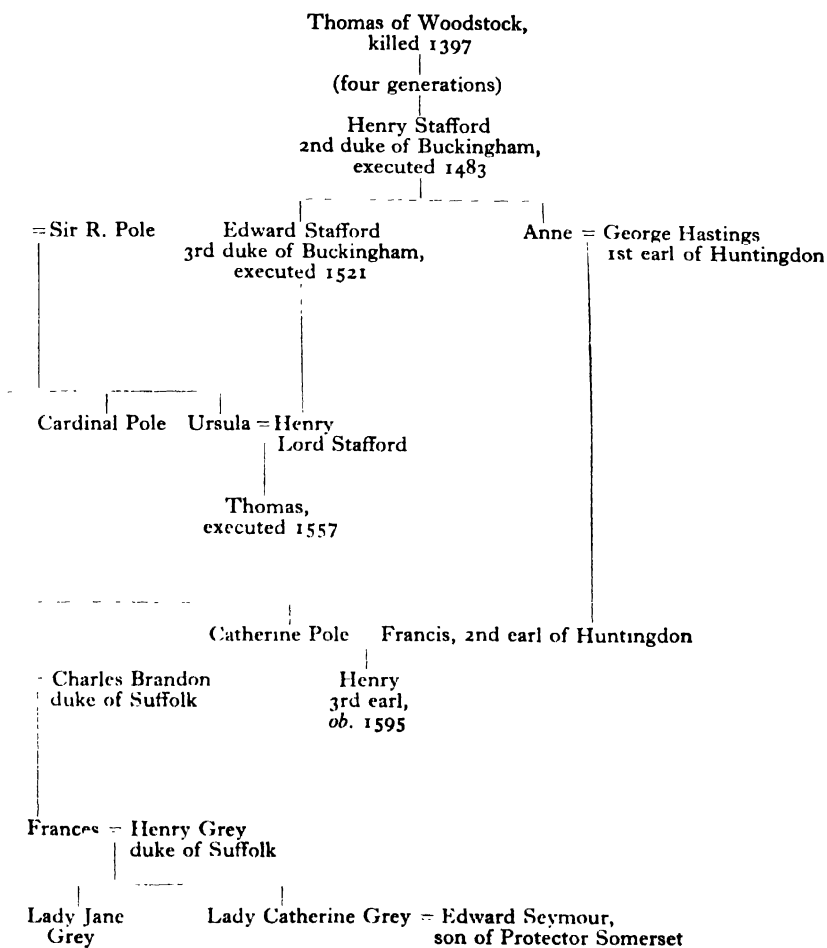 Thomas of Woodstock,
killed 1397
(four generations)
Henry Stafford
2nd duke of Buckingham,
executed 1483
= Sir R. Pole
Edward Stafford
3rd duke of Buckingham,
executed 1521
Anne = George Hastings
1st earl of Huntingdon
Cardinal Pole
Ursula = Henry
Lord Stafford
Thomas,
executed 1557
Catherine Pole
Francis, 2nd earl of Huntingdon
Charles Brandon
duke of Suffolk
Henry
3rd earl,
ob. 1595
Frances = Henry Grey
duke of Suffolk
Lady Jane
Grey
Lady Catherine Grey = Edward Seymour,
son of Protector Somerset